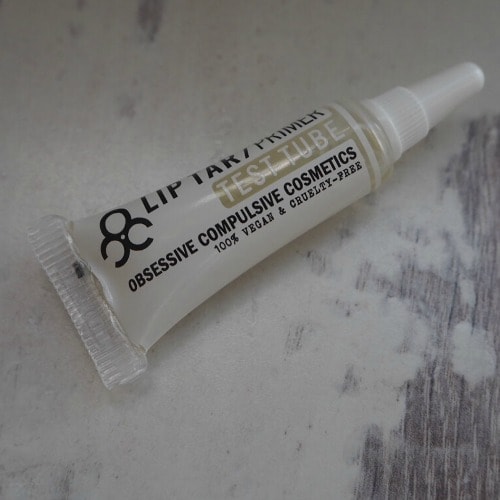 LIP TAR / PRIMER
TEST TUBE
OBSESSIVE COMPULSIVE COSMETICS
100% VEGAN & CRUELTY-FREE